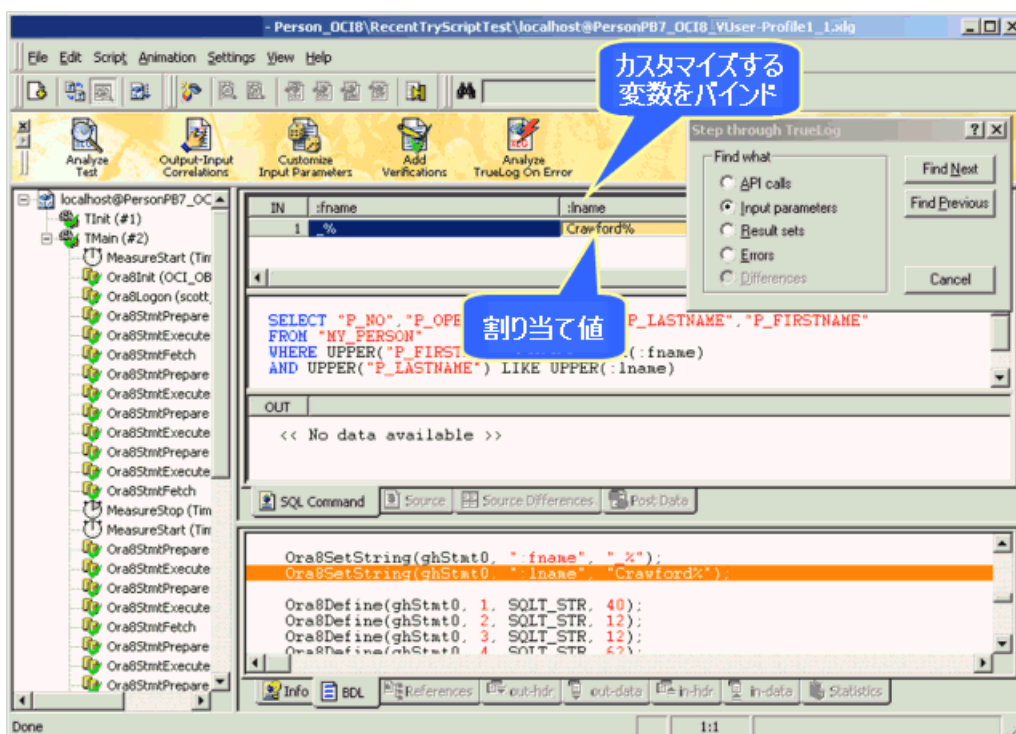 - Person_OCI8\RecentTryScriptTest\localhost@PersonPB7_OCI8_VUser-Profile1_1.xlg
File Edit Script Animation Settings View Help
カスタマイズする
変数をバインド
Analyze
Test
Output-Input
Correlations
Customize
Input Parameters
Add
Verifications
Analyze
TrueLog On Error
Step through TrueLog
Find what
API calls
Input parameters
Result sets
Errors
Differences
Find Next
Find Previous
Cancel
localhost@PersonPB7_OC
TInit (#1)
TMain (#2)
MeasureStart (Tim
Ora8Init (OCI_OB
Ora8Logon (scott,
Ora8StmtPrepare
Ora8StmtExecute
Ora8StmtFetch
Ora8StmtPrepare
Ora8StmtExecute
Ora8StmtPrepare
Ora8StmtExecute
Ora8StmtPrepare
Ora8StmtExecute
Ora8StmtFetch
MeasureStop (Tim
MeasureStart (Tim
Ora8StmtPrepare
Ora8StmtExecute
Ora8StmtPrepare
Ora8StmtExecute
Ora8StmtFetch
Ora8StmtPrepare
Ora8StmtExecute
Ora8StmtPrepare
IN :fname :lname
1 _% Crawford%
割り当て値
SELECT "P_NO","P_OPE P_LASTNAME","P_FIRSTNAME"
FROM "MY_PERSON"
WHERE UPPER("P_FIRST (:fname)
AND UPPER("P_LASTNAME") LIKE UPPER(:lname)
OUT
<< No data available >>
SQL Command Source Source Differences Post Data
Ora8SetString(ghStmt0, ":fname", "_%");
Ora8SetString(ghStmt0, ":lname", "Crawford%");
Ora8Define(ghStmt0, 1, SQLT_STR, 40);
Ora8Define(ghStmt0, 2, SQLT_STR, 12);
Ora8Define(ghStmt0, 3, SQLT_STR, 12);
Ora8Define(ghStmt0, 4, SQLT_STR, 62);
Info BDL References out-hdr out-data in-hdr in-data Statistics
Done 1:1